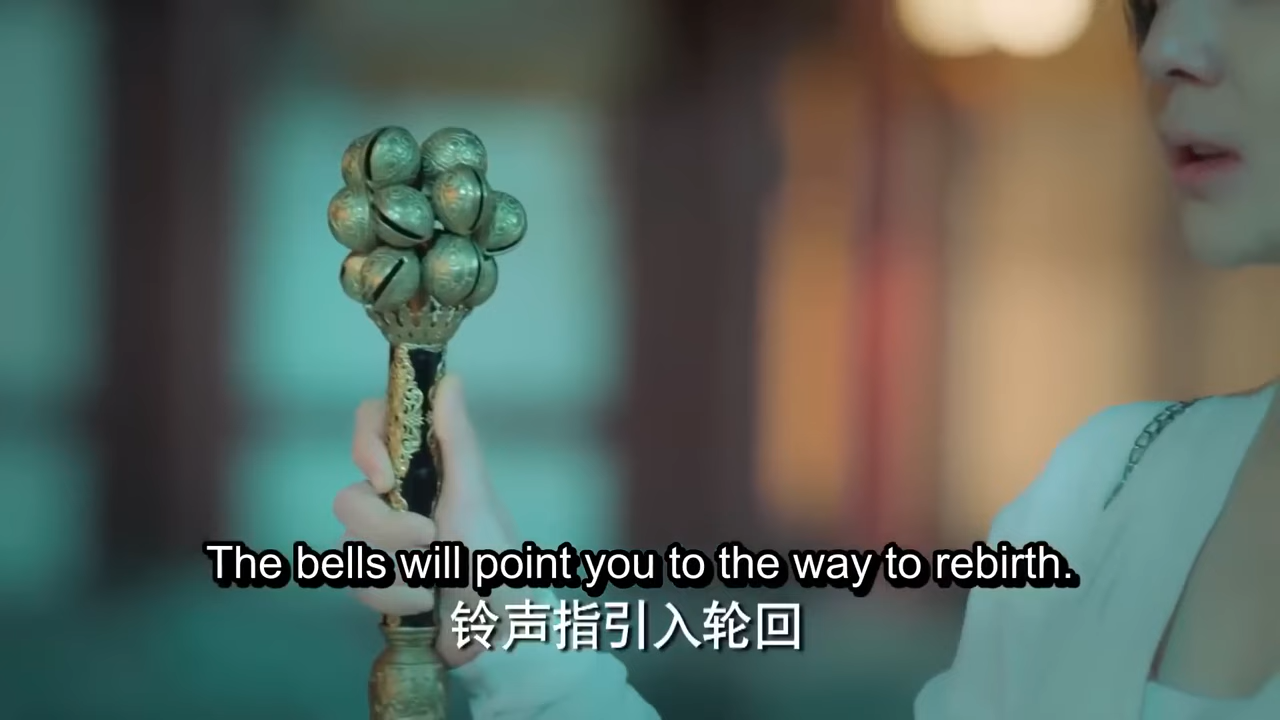 The bells will point you to the way to rebirth.
铃声指引入轮回